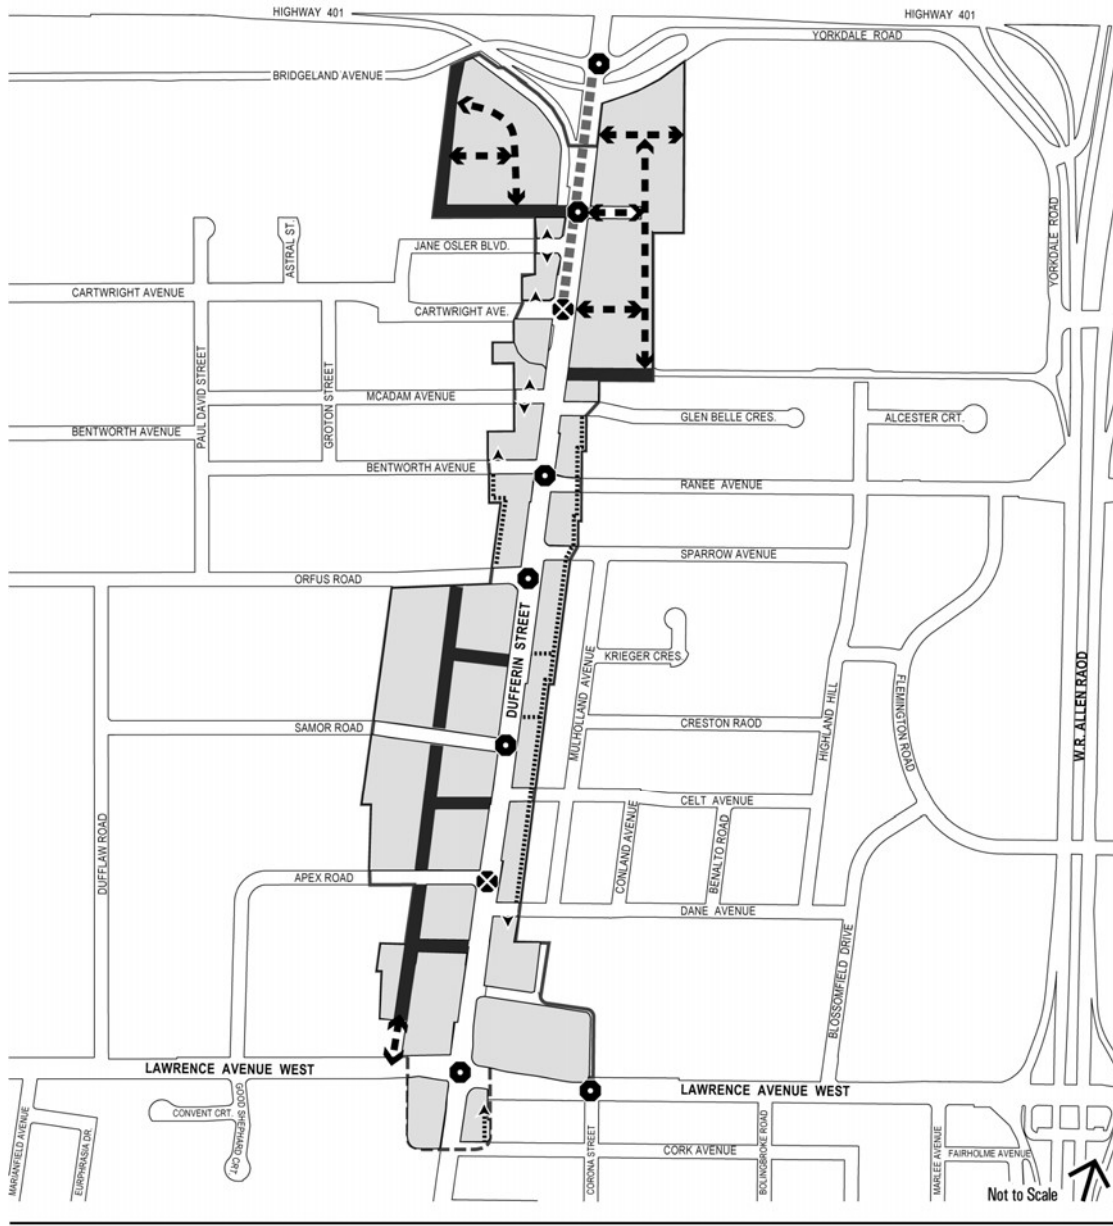 HIGHWAY 401
HIGHWAY 401
YORKDALE ROAD
BRIDGELAND AVENUE
YORKDALE ROAD
ASTRAL ST.
JANE OSLER BLVD.
CARTWRIGHT AVENUE
CARTWRIGHT AVE.
PAUL DAVID STREET
GROTON STREET
MCADAM AVENUE
GLEN BELLE CRES.
ALCESTER CRT.
BENTWORTH AVENUE
BENTWORTH AVENUE
RANEE AVENUE
SPARROW AVENUE
ORFUS ROAD
DUFFERIN STREET
MULHOLLAND AVENUE
KRIEGER CRES.
HIGHLAND HILL
FLEMINGTON ROAD
W.R. ALLEN RAOD
SAMOR ROAD
CRESTON RAOD
DUFFLAW ROAD
CELT AVENUE
CONLAND AVENUE
BENALTO ROAD
APEX ROAD
DANE AVENUE
BLOSSOMFIELD DRIVE
LAWRENCE AVENUE WEST
LAWRENCE AVENUE WEST
MARIANFIELD AVENUE
EUPHRASIA DR.
CONVENT CRT.
GOOD SHEPHARD CRT
CORONA STREET
CORK AVENUE
BOLINGBROKE ROAD
MARLEE AVENUE
FAIRHOLME AVENUE
Not to Scale